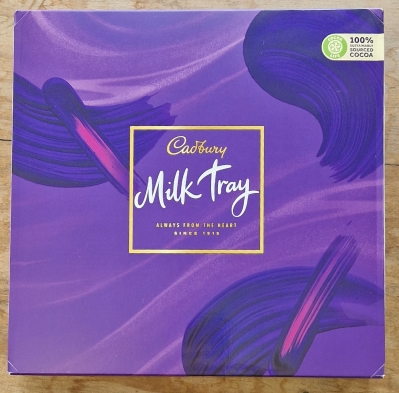 100%
SUSTAINABLY
SOURCED
COCOA
Cadbury
Milk Tray
ALWAYS FROM THE HEART
SINCE 1915